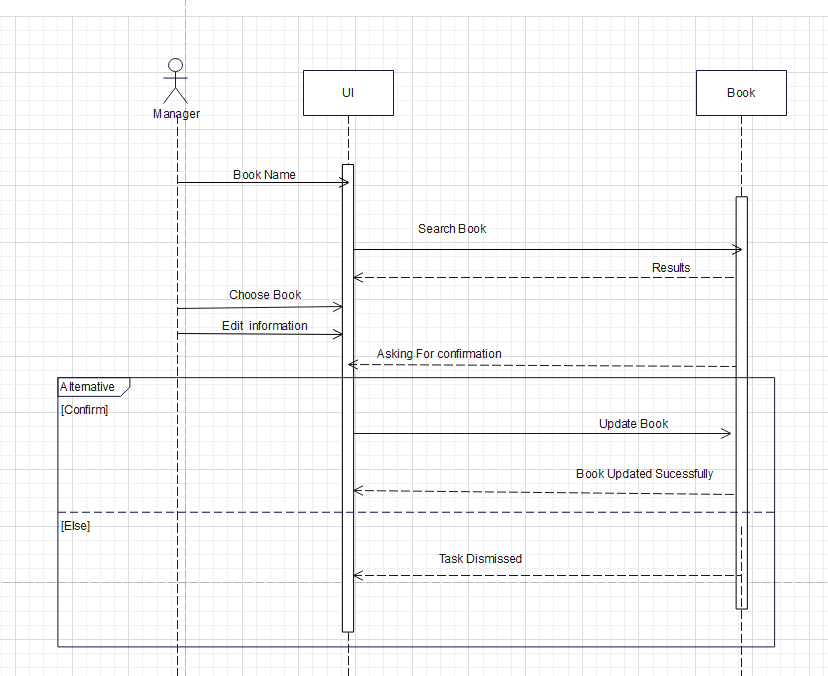 Manager
UI
Book
Book Name
Search Book
Results
Choose Book
Edit information
Asking For confirmation
Alternative
[Confirm]
Update Book
Book Updated Sucessfully
[Else]
Task Dismissed